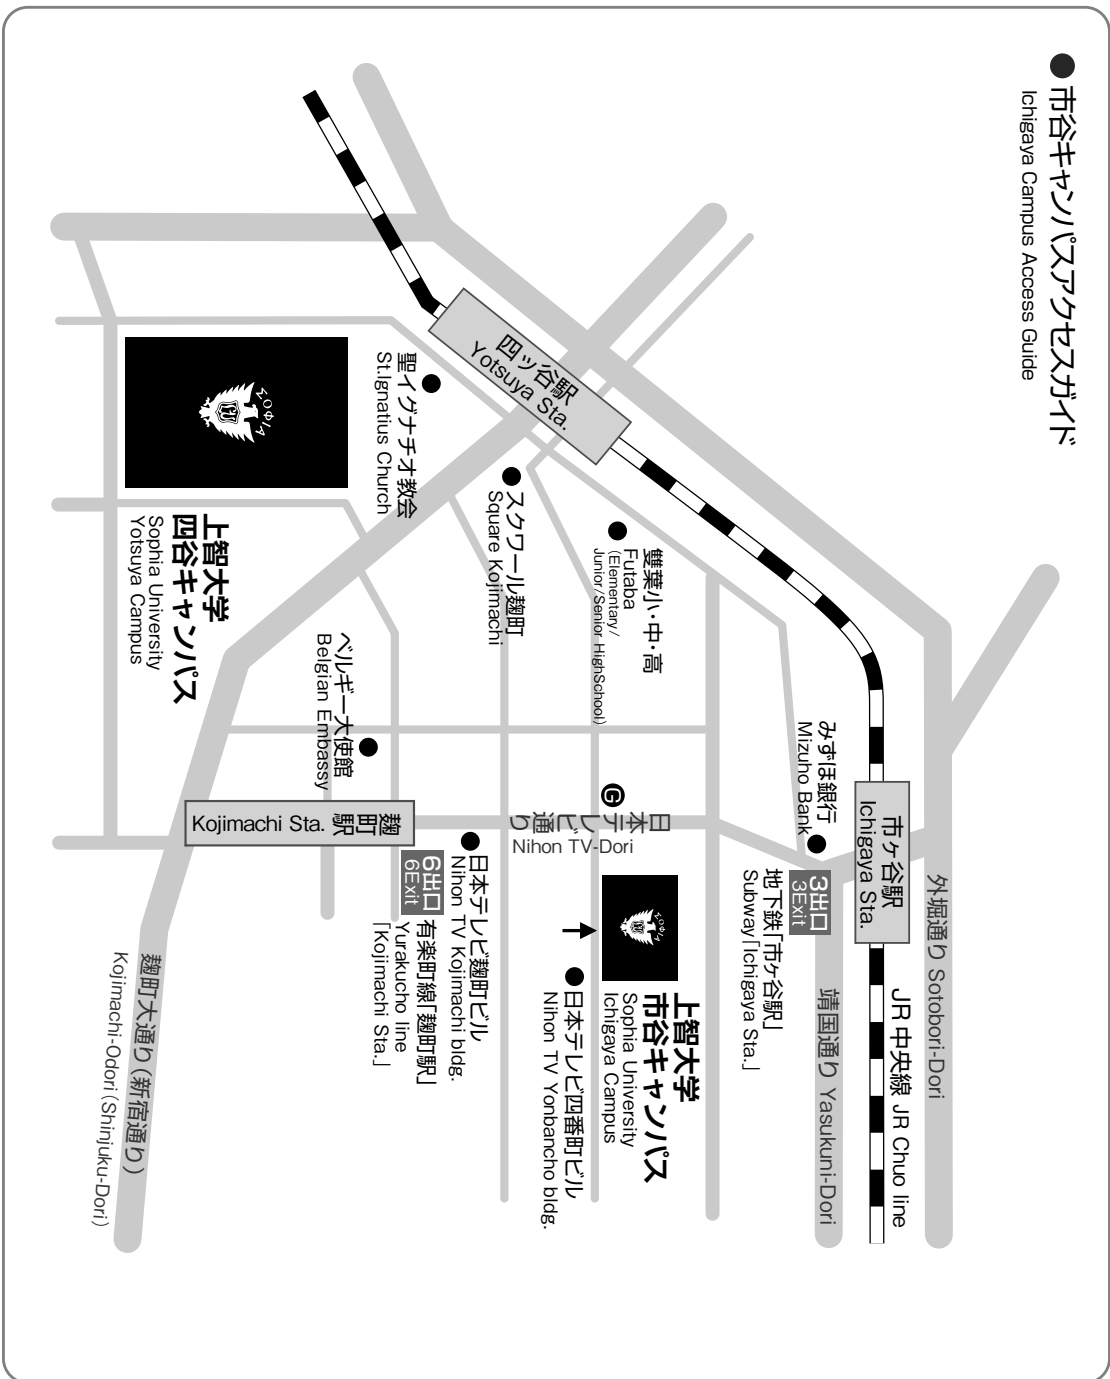 ● 市谷キャンパスアクセスガイド
Ichigaya Campus Access Guide
外堀通り Sotobori-Dori
JR 中央線 JR Chuo line
靖国通り Yasukuni-Dori
市ヶ谷駅
Ichigaya Sta.
みずほ銀行
Mizuho Bank
3出口
3Exit
地下鉄「市ヶ谷駅」
Subway「Ichigaya Sta.」
四ッ谷駅
Yotsuya Sta.
雙葉小・中・高
Futaba
(Elementary/
Junior/Senior HighSchool)
G
日本テレビ通り
Nihon TV-Dori
ΣΟΦΙΑ
上智大学
市谷キャンパス
Sophia University
Ichigaya Campus
日本テレビ四番町ビル
Nihon TV Yonbancho bldg.
スクワール麹町
Square Kojimachi
日本テレビ麹町ビル
Nihon TV Kojimachi bldg.
6出口
6Exit
有楽町線「麹町駅」
Yurakucho line
「Kojimachi Sta.」
聖イグナチオ教会
St.Ignatius Church
ベルギー大使館
Belgian Embassy
麹町駅
Kojimachi Sta.
ΣΟΦΙΑ
上智大学
四谷キャンパス
Sophia University
Yotsuya Campus
麹町大通り(新宿通り)
Kojimachi-Odori(Shinjuku-Dori)